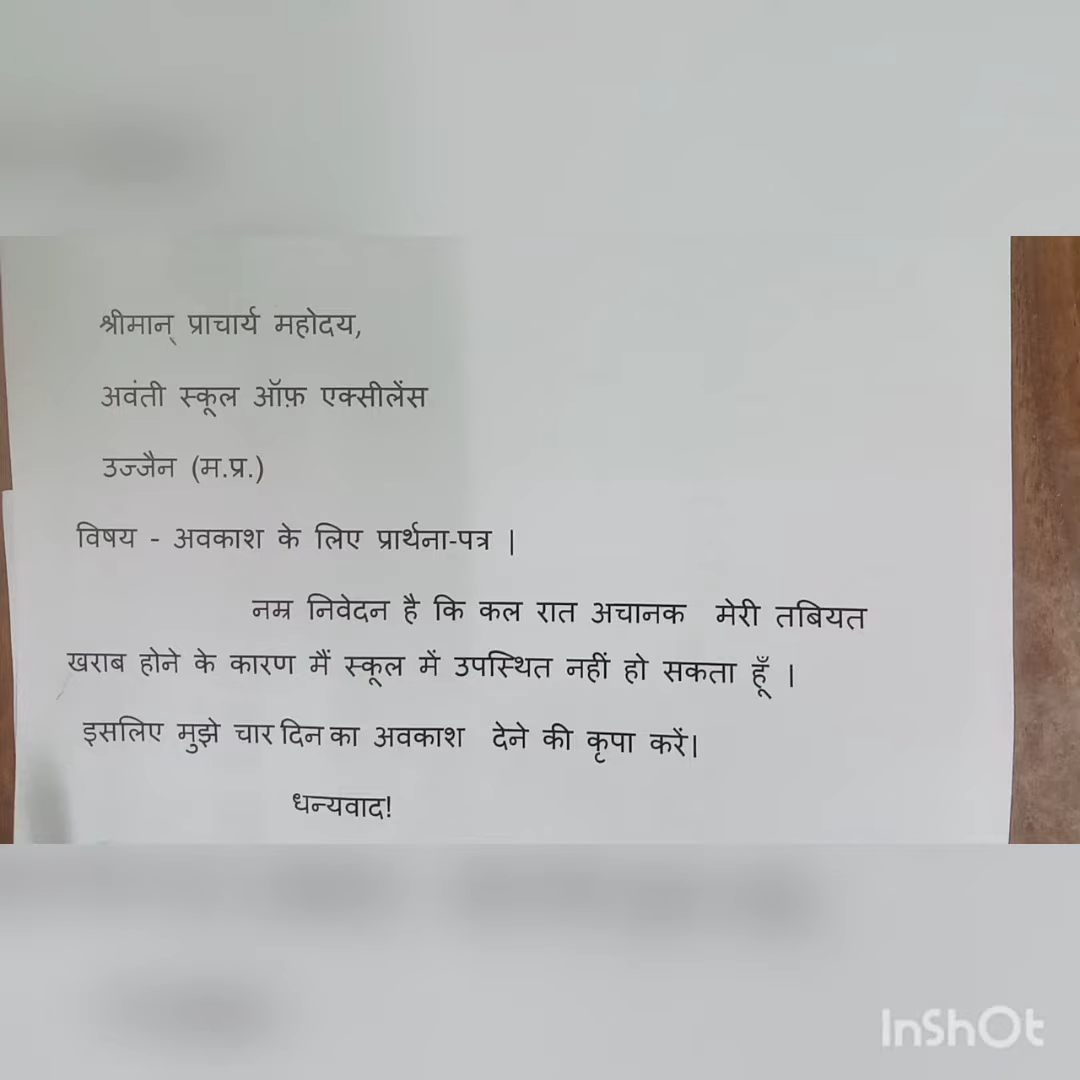 श्रीमान् प्राचार्य महोदय,
अवंती स्कूल ऑफ़ एक्सीलेंस
उज्जैन (म.प्र.)
विषय - अवकाश के लिए प्रार्थना-पत्र |
नम्र निवेदन है कि कल रात अचानक मेरी तबियत
खराब होने के कारण मैं स्कूल में उपस्थित नहीं हो सकता हूँ ।
इसलिए मुझे चार दिन का अवकाश देने की कृपा करें।
धन्यवाद!
InShOt